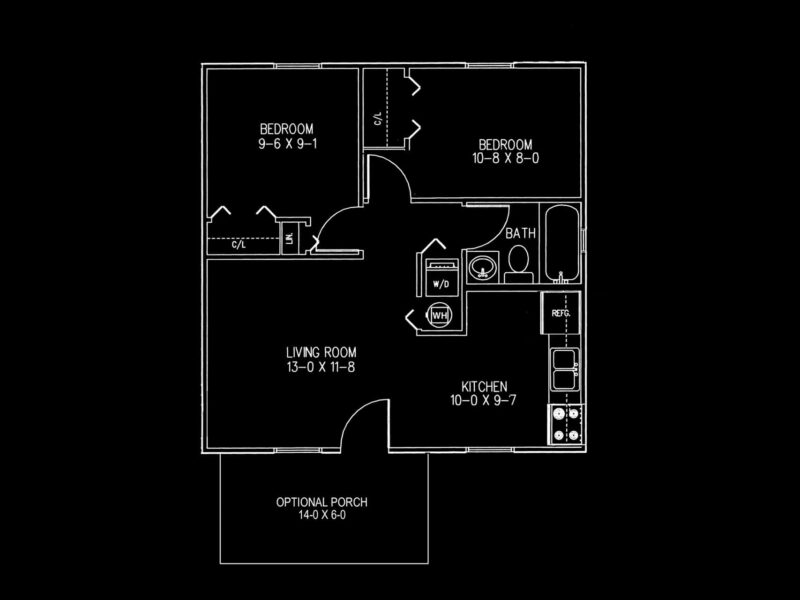 BEDROOM
9-6 X 9-1
C/L
BEDROOM
10-8 X 8-0
C/L
LIN.
BATH
W/D
WH
REFG.
LIVING ROOM
13-0 X 11-8
KITCHEN
10-0 X 9-7
OPTIONAL PORCH
14-0 X 6-0